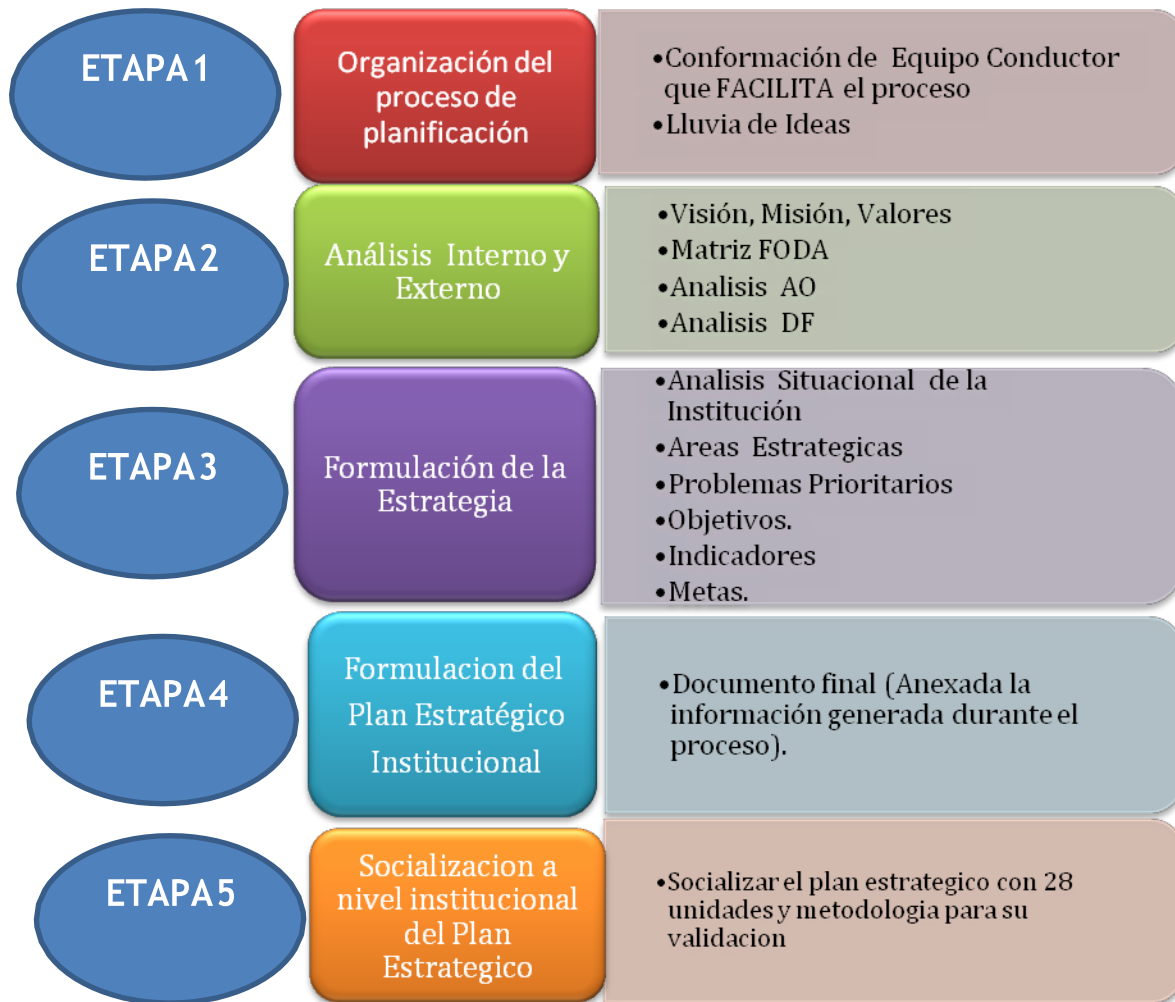 ETAPA 1
Organización del
proceso de
planificación
•Conformación de Equipo Conductor
que FACILITA el proceso
•Lluvia de Ideas
ETAPA 2
Análisis Interno y
Externo
•Visión, Misión, Valores
•Matriz FODA
•Analisis AO
•Analisis DF
ETAPA 3
Formulación de la
Estrategia
•Analisis Situacional de la
Institución
•Areas Estrategicas
•Problemas Prioritarios
•Objetivos.
•Indicadores
•Metas.
ETAPA 4
Formulacion del
Plan Estratégico
Institucional
•Documento final (Anexada la
información generada durante el
proceso).
ETAPA 5
Socializacion a
nivel institucional
del Plan
Estrategico
•Socializar el plan estrategico con 28
unidades y metodologia para su
validacion